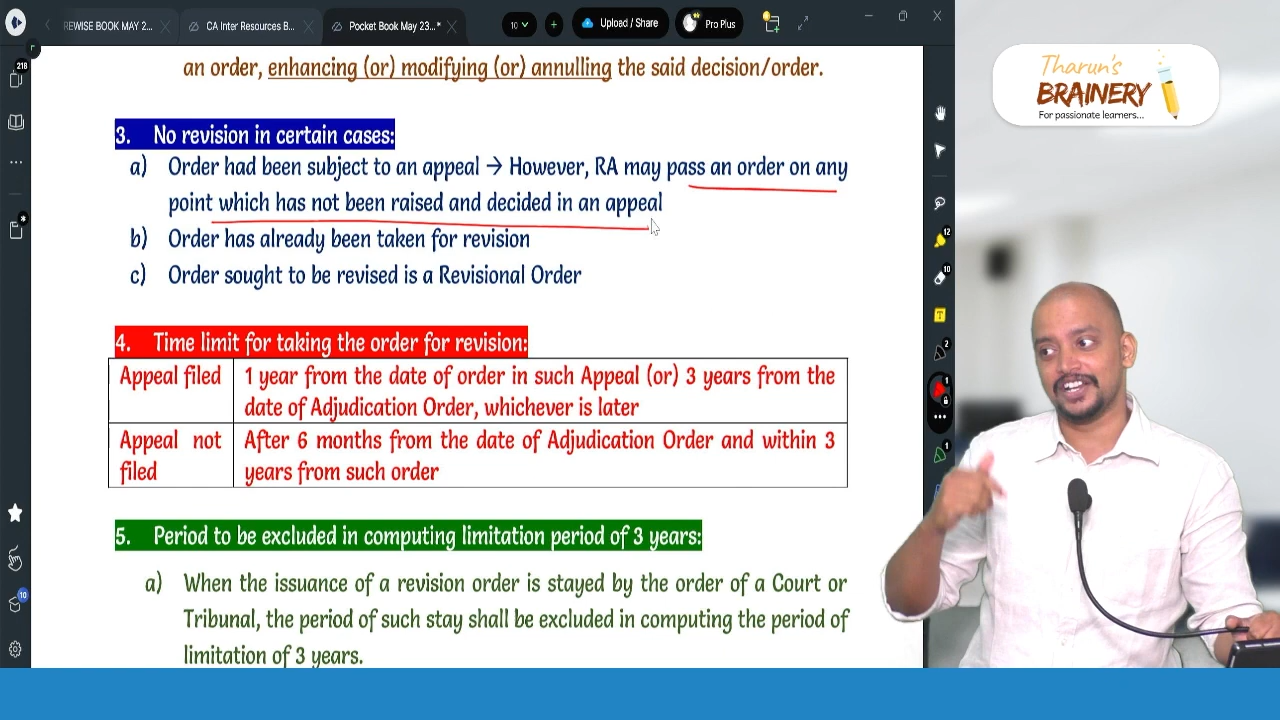 REWISE BOOK MAY 2...
CA Inter Resources B...
Pocket Book May 23...*
10
Upload / Share
Pro Plus
218
an order, enhancing (or) modifying (or) annulling the said decision/order.
3. No revision in certain cases:
a) Order had been subject to an appeal → However, RA may pass an order on any
point which has not been raised and decided in an appeal
b) Order has already been taken for revision
c) Order sought to be revised is a Revisional Order
4. Time limit for taking the order for revision:
Appeal filed
1 year from the date of order in such Appeal (or) 3 years from the
date of Adjudication Order, whichever is later
Appeal not
filed
After 6 months from the date of Adjudication Order and within 3
years from such order
5. Period to be excluded in computing limitation period of 3 years:
a) When the issuance of a revision order is stayed by the order of a Court or
Tribunal, the period of such stay shall be excluded in computing the period of
limitation of 3 years.
10
12
10
T
2
1
1
Tharun's
BRAINERY
For passionate learners...